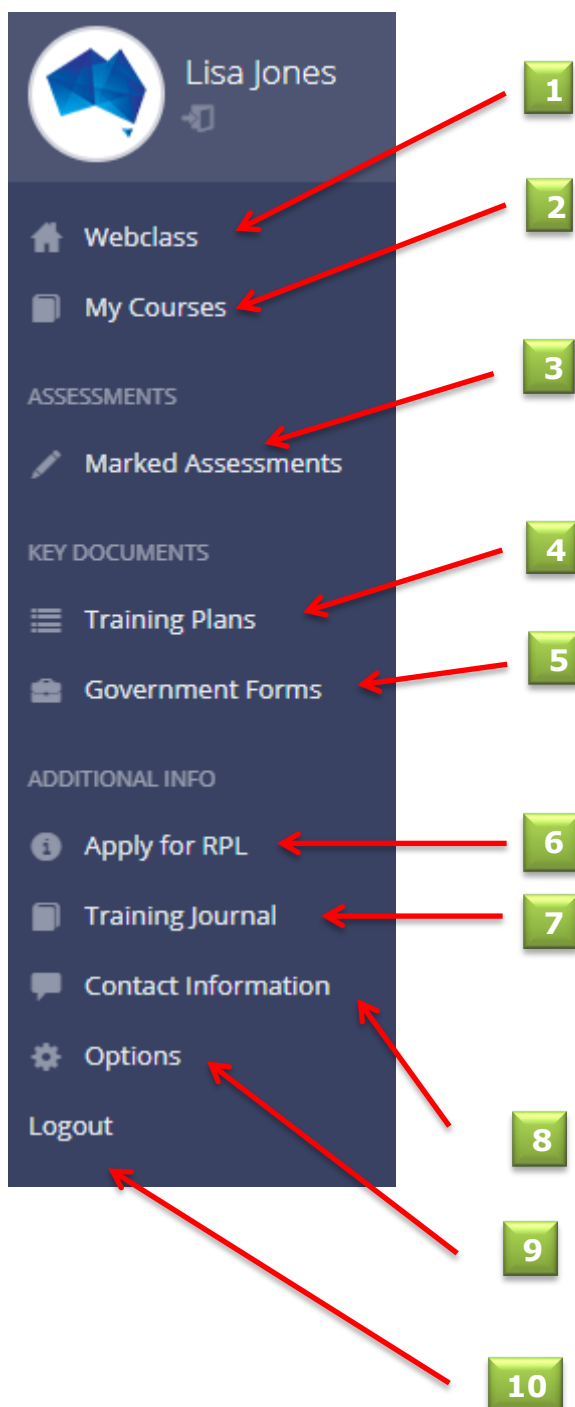 Lisa Jones
1
Webclass
2
My Courses
ASSESSMENTS
3
Marked Assessments
KEY DOCUMENTS
4
Training Plans
5
Government Forms
ADDITIONAL INFO
Apply for RPL
6
Training Journal
7
Contact Information
Options
Logout
8
9
10